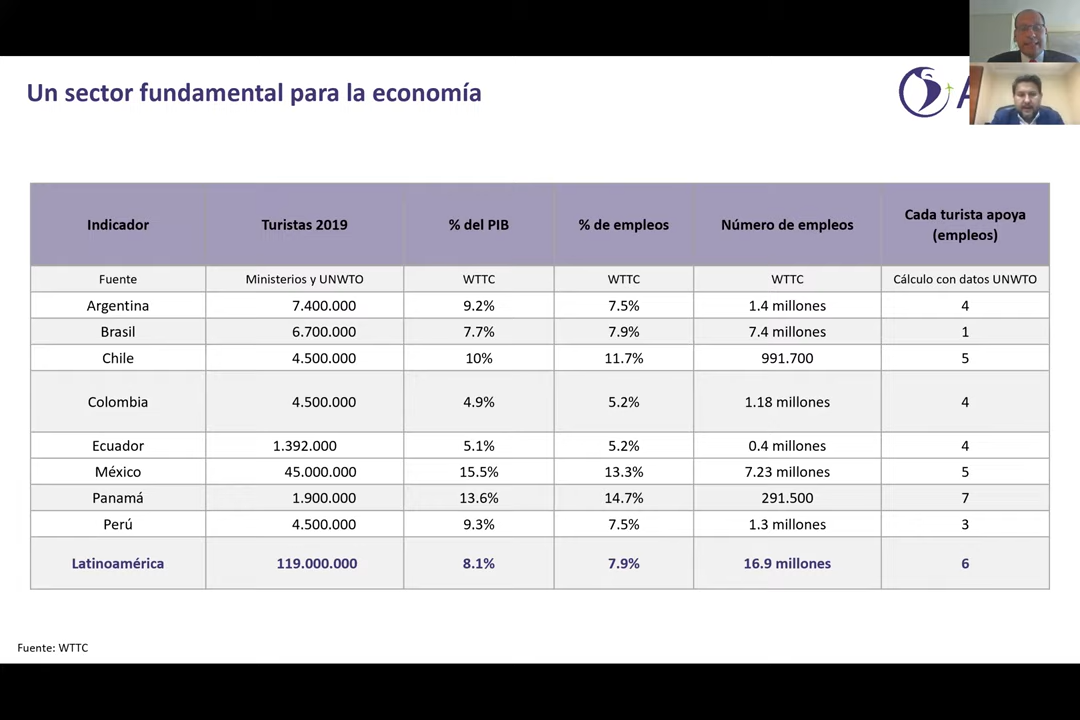 Un sector fundamental para la economía
A
Indicador Turistas 2019 % del PIB % de empleos Número de empleos Cada turista apoya (empleos)
Fuente Ministerios y UNWTO WTTC WTTC WTTC Cálculo con datos UNWTO
Argentina 7.400.000 9.2% 7.5% 1.4 millones 4
Brasil 6.700.000 7.7% 7.9% 7.4 millones 1
Chile 4.500.000 10% 11.7% 991.700 5
Colombia 4.500.000 4.9% 5.2% 1.18 millones 4
Ecuador 1.392.000 5.1% 5.2% 0.4 millones 4
México 45.000.000 15.5% 13.3% 7.23 millones 5
Panamá 1.900.000 13.6% 14.7% 291.500 7
Perú 4.500.000 9.3% 7.5% 1.3 millones 3
Latinoamérica 119.000.000 8.1% 7.9% 16.9 millones 6
Fuente: WTTC